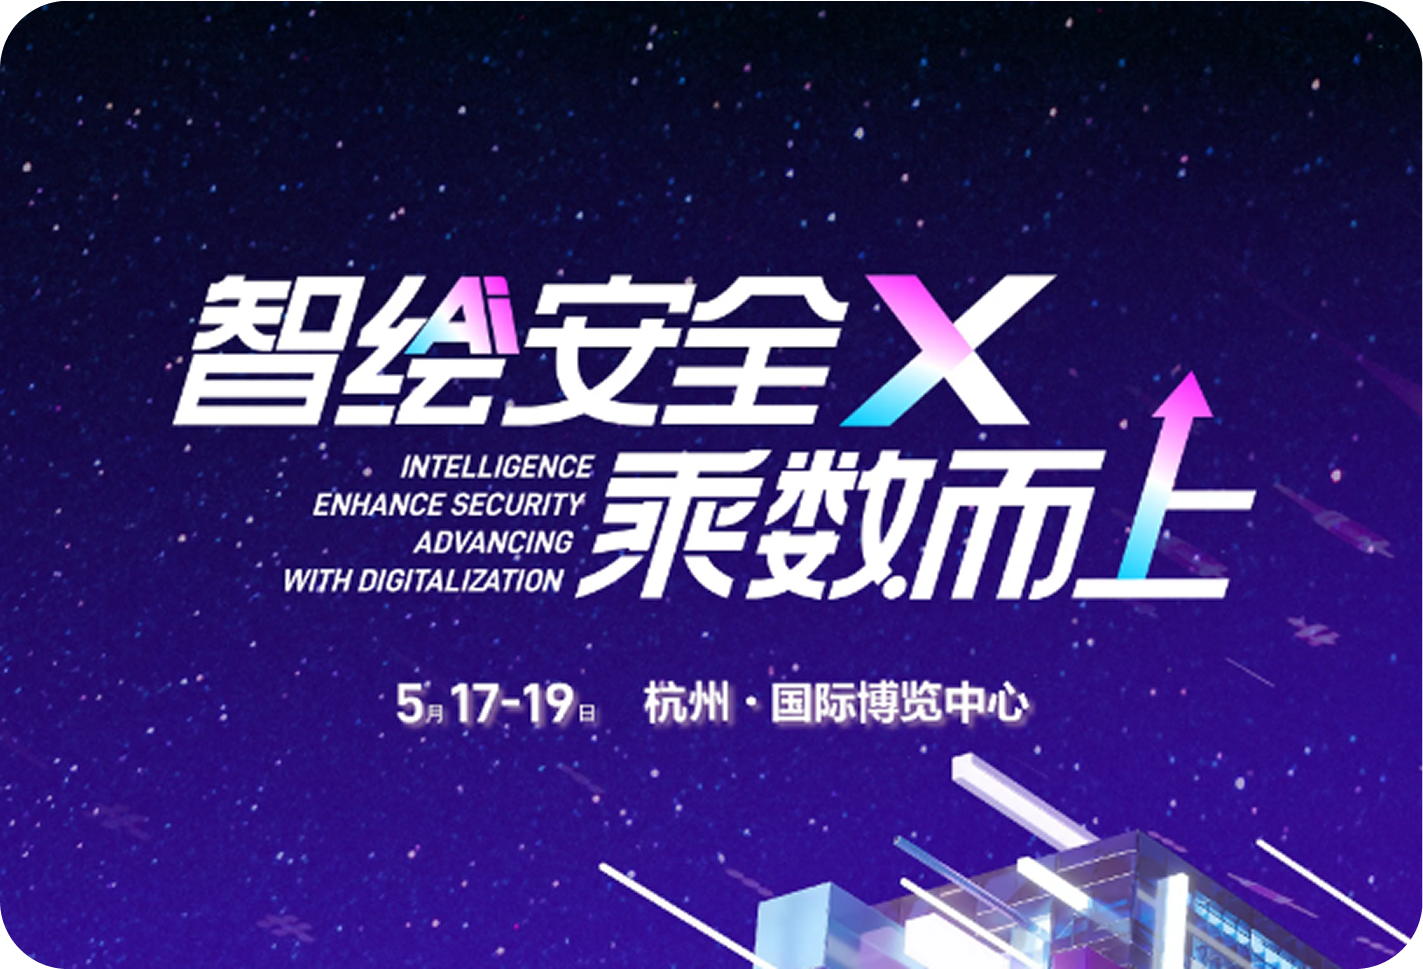 智绘安全X
INTELLIGENCE
ENHANCE SECURITY
ADVANCING
WITH DIGITALIZATION
乘数而上
5月17-19日 杭州·国际博览中心